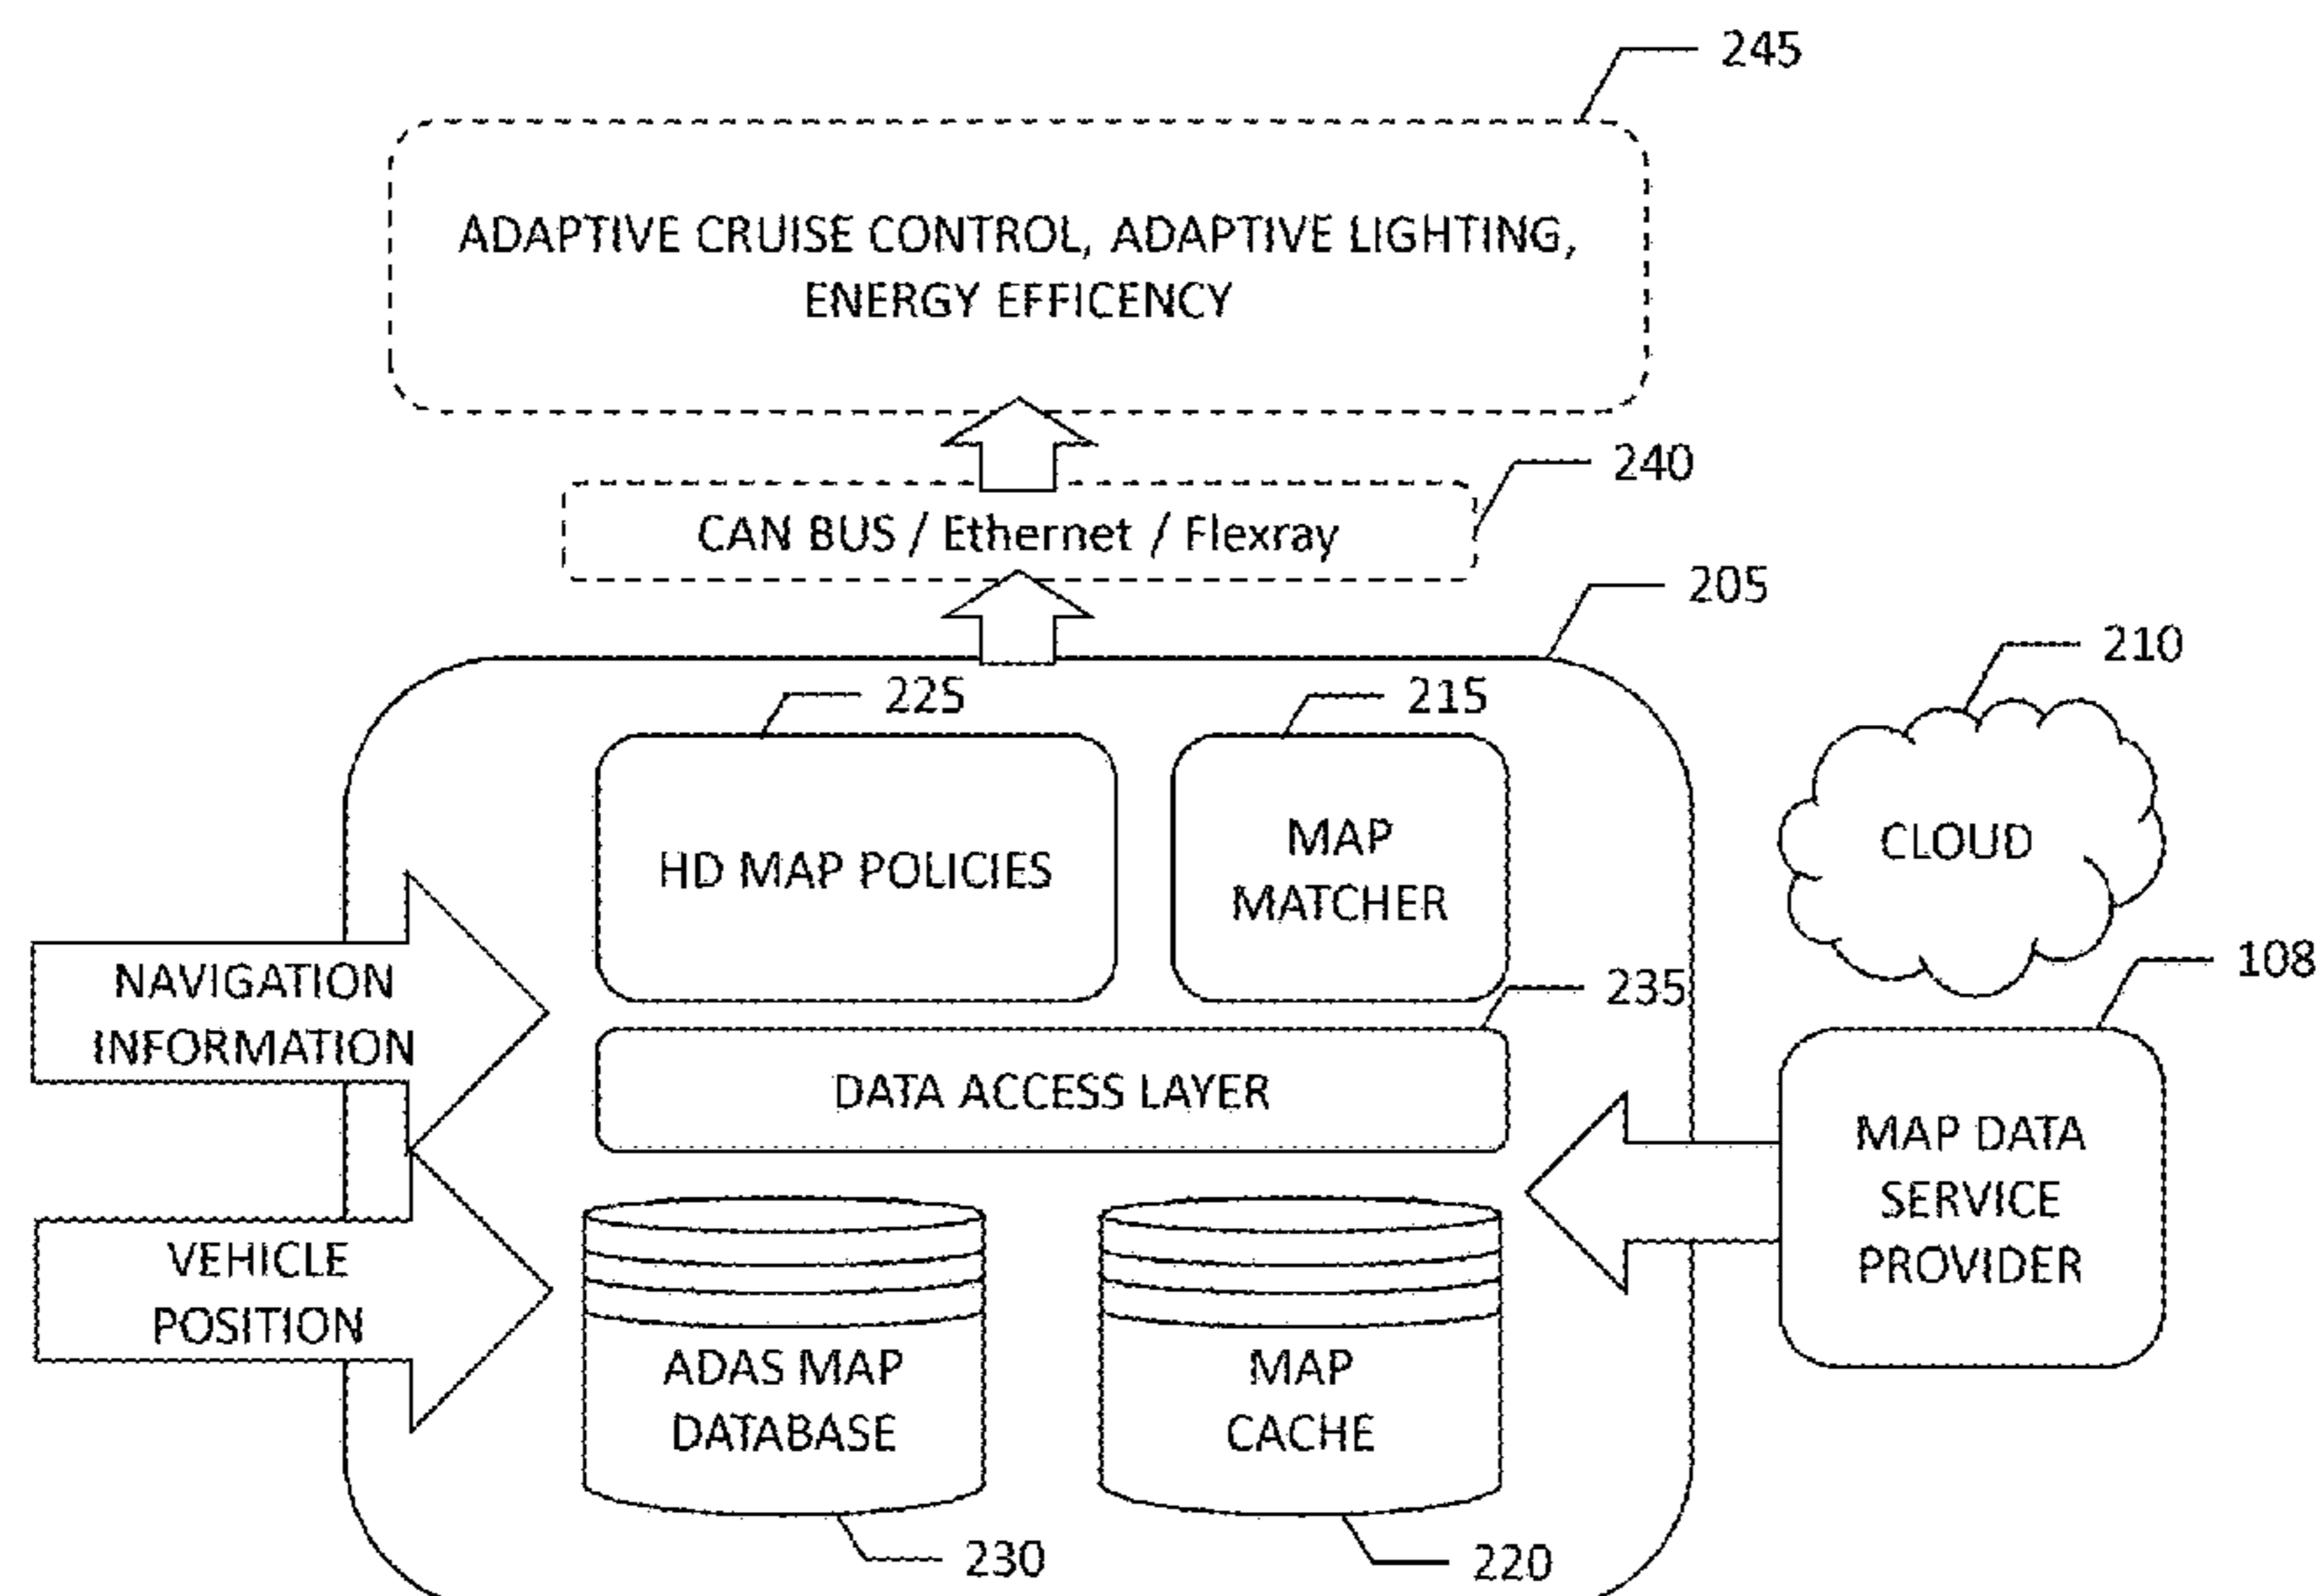 245
ADAPTIVE CRUISE CONTROL, ADAPTIVE LIGHTING,
ENERGY EFFICENCY
240
CAN BUS / Ethernet / Flexray
205
210
225
215
HD MAP POLICIES
MAP
MATCHER
CLOUD
108
235
NAVIGATION
INFORMATION
DATA ACCESS LAYER
MAP DATA
SERVICE
PROVIDER
VEHICLE
POSITION
ADAS MAP
DATABASE
MAP
CACHE
230
220